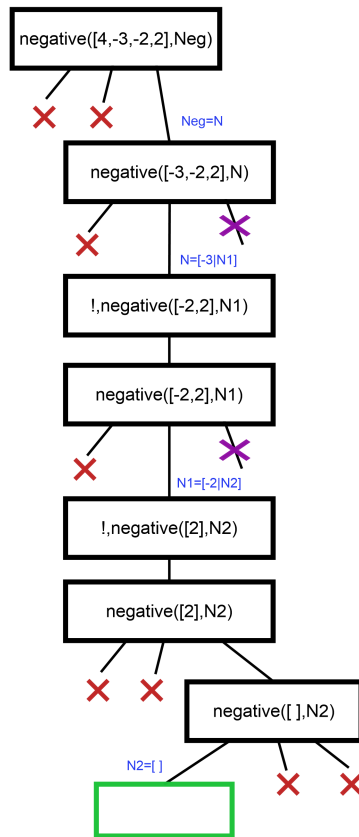 negative([4,-3,-2,2],Neg)
Neg=N
negative([-3,-2,2],N)
N=[-3|N1]
!,negative([-2,2],N1)
negative([-2,2],N1)
N1=[-2|N2]
!,negative([2],N2)
negative([2],N2)
negative([ ],N2)
N2=[ ]